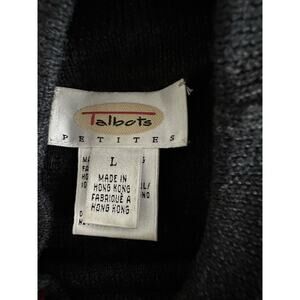 Talbots
PETITES
L
MADE IN
HONG KONG
FABRIQUÉ À
HONG KONG